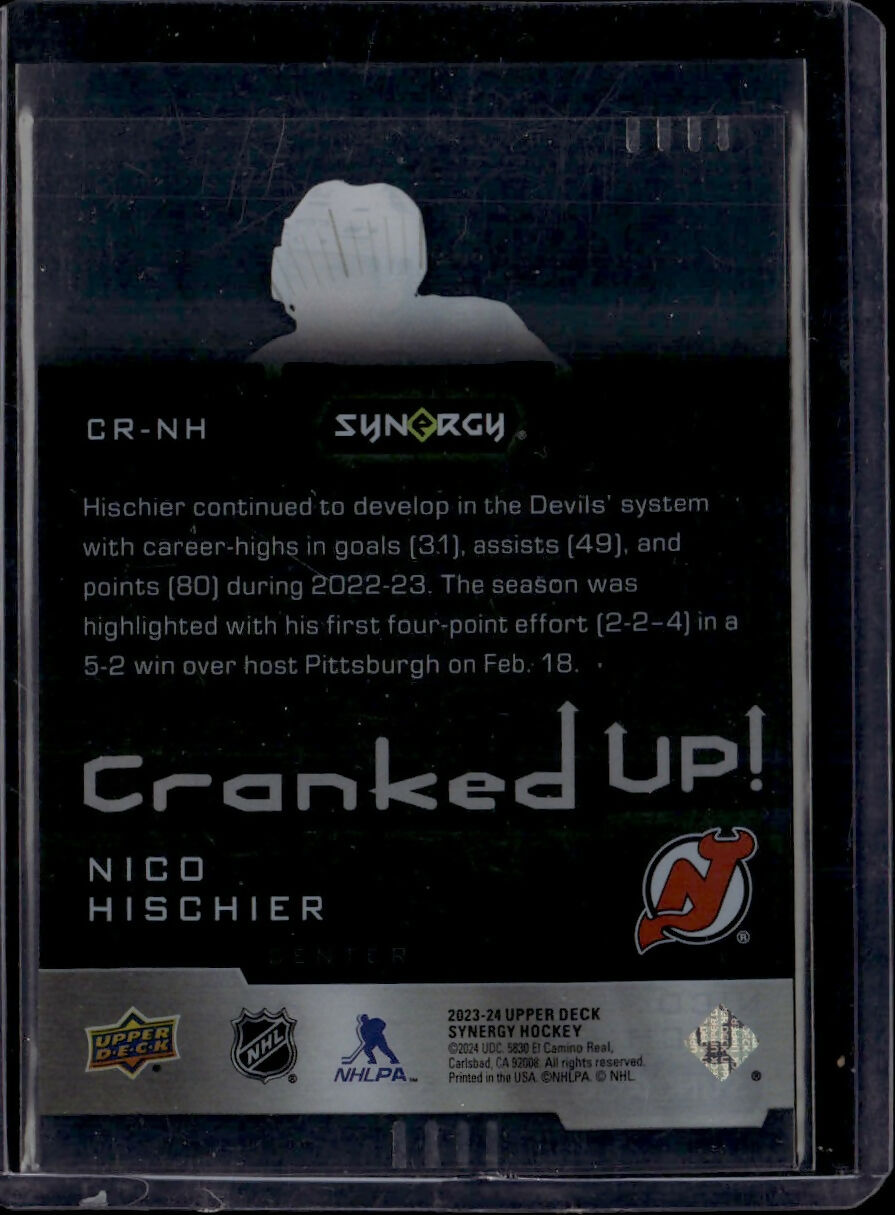 CR-NH
SYNERGY®
Hischier continued to develop in the Devils' system
with career-highs in goals (31), assists (49), and
points (80) during 2022-23. The season was
highlighted with his first four-point effort (2-2–4) in a
5-2 win over host Pittsburgh on Feb. 18.
Cranked Up!
NICO
HISCHIER
CENTER
UPPER
DECK
NHL
NHLPA™
2023-24 UPPER DECK
SYNERGY HOCKEY
©2024 UDC. 5830 El Camino Real,
Carlsbad, CA 92008. All rights reserved.
Printed in the USA. ©NHLPA. © NHL.